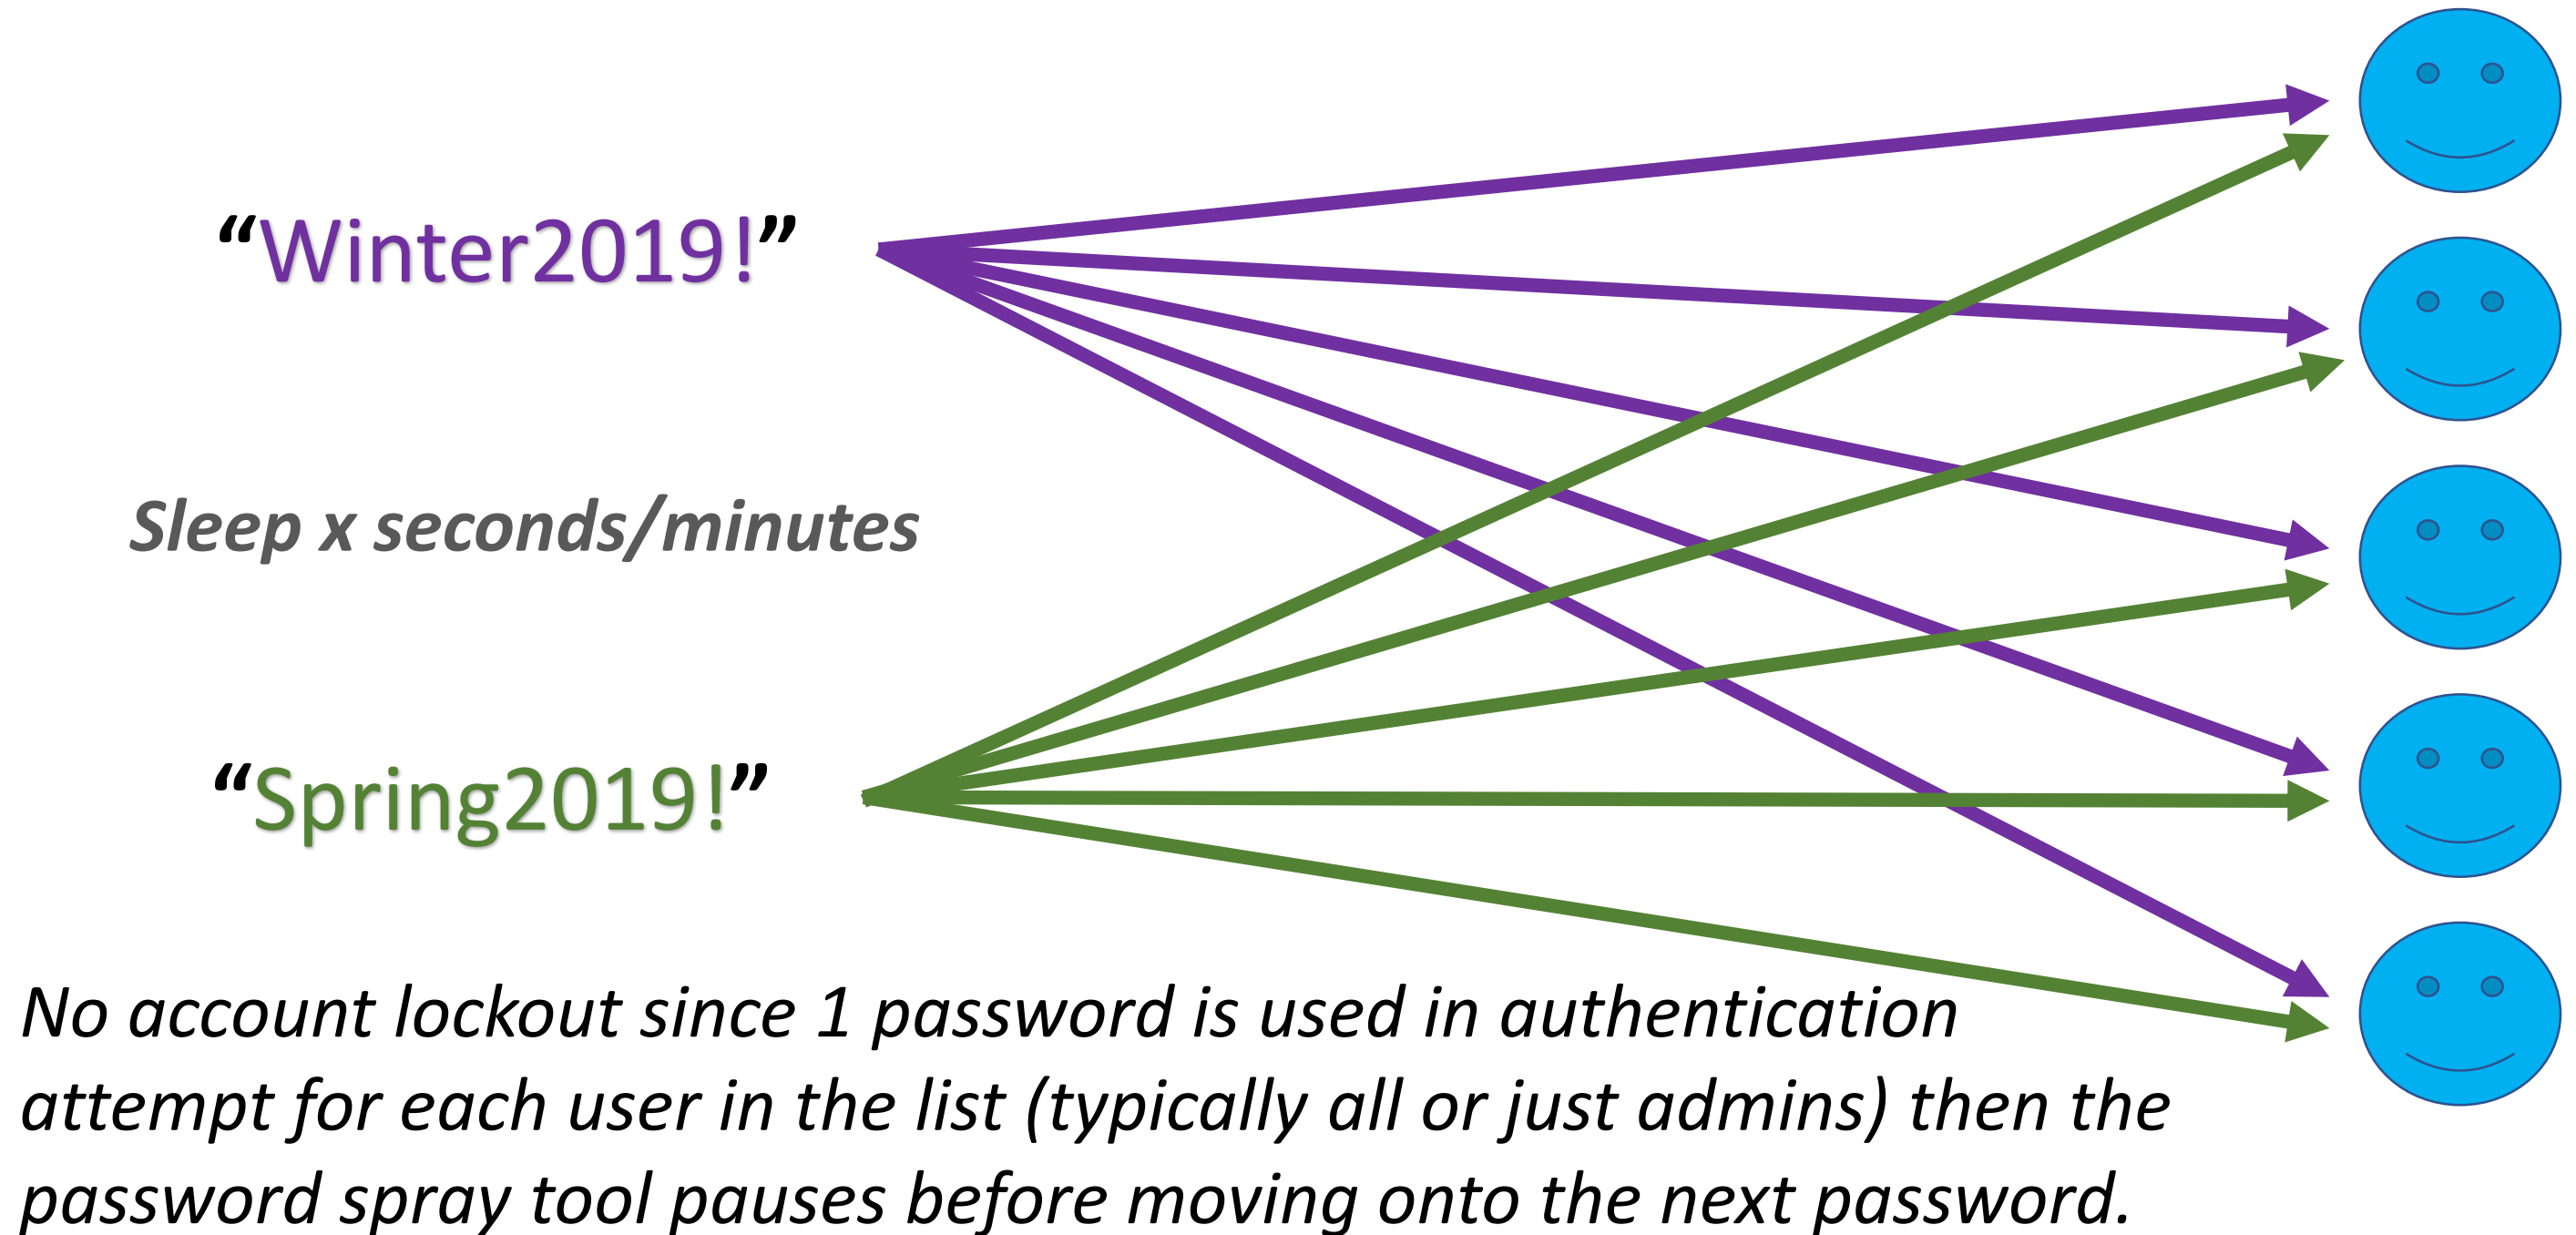 “Winter2019!”
Sleep x seconds/minutes
“Spring2019!”
No account lockout since 1 password is used in authentication
attempt for each user in the list (typically all or just admins) then the
password spray tool pauses before moving onto the next password.